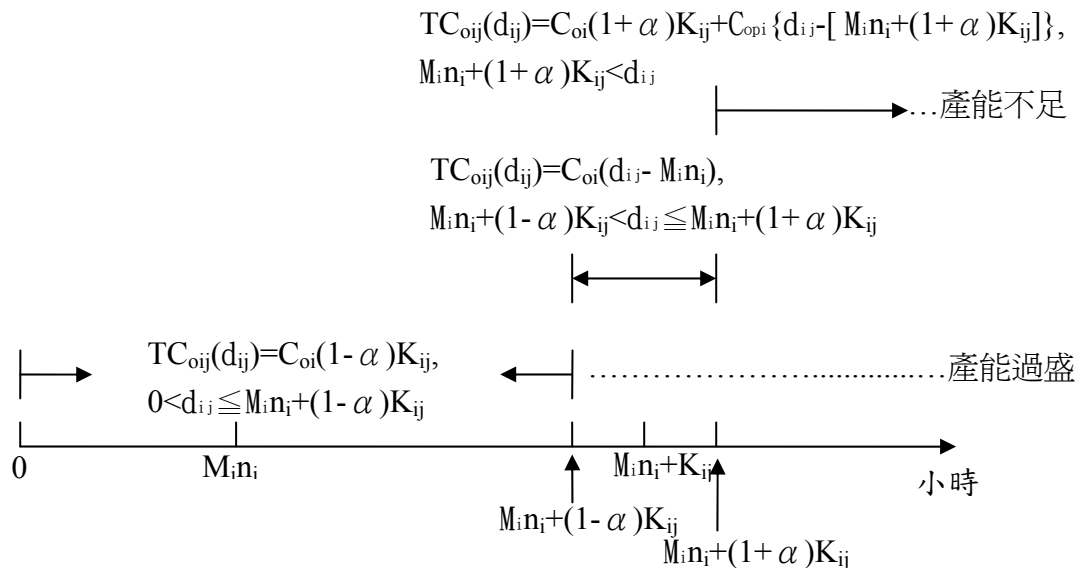 TCoij(dij)=Coi(1+α)Kij+Copi{dij-[ Mini+(1+α)Kij]},
Mini+(1+α)Kij<dij
…產能不足
TCoij(dij)=Coi(dij- Mini),
Mini+(1-α)Kij<dij≦Mini+(1+α)Kij
TCoij(dij)=Coi(1-α)Kij,
0<dij≦Mini+(1-α)Kij
…………………...............…產能過盛
0
Mini
Mini+Kij
小時
Mini+(1-α)Kij
Mini+(1+α)Kij